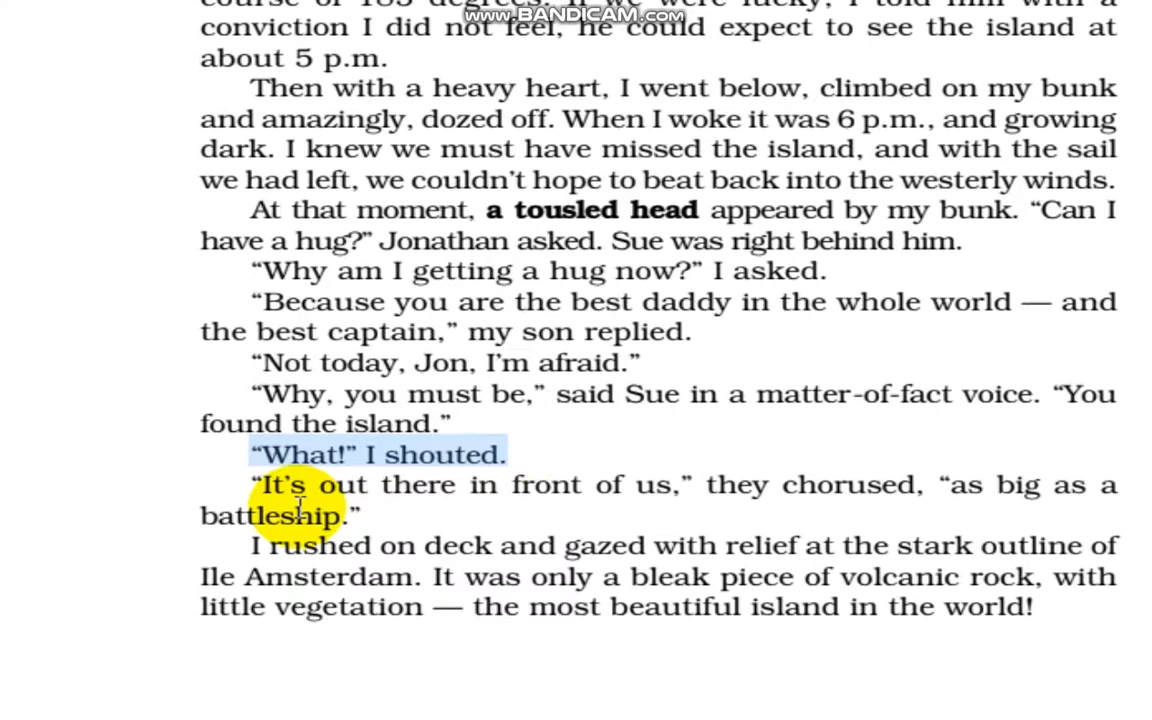 course of 185 degrees. If we were lucky, I told him with a
www.BANDICAM.com
conviction I did not feel, he could expect to see the island at
about 5 p.m.
Then with a heavy heart, I went below, climbed on my bunk
and amazingly, dozed off. When I woke it was 6 p.m., and growing
dark. I knew we must have missed the island, and with the sail
we had left, we couldn’t hope to beat back into the westerly winds.
At that moment, a tousled head appeared by my bunk. “Can I
have a hug?” Jonathan asked. Sue was right behind him.
“Why am I getting a hug now?” I asked.
“Because you are the best daddy in the whole world — and
the best captain,” my son replied.
“Not today, Jon, I’m afraid.”
“Why, you must be,” said Sue in a matter-of-fact voice. “You
found the island.”
“What!” I shouted.
“It’s out there in front of us,” they chorused, “as big as a
battleship.”
I rushed on deck and gazed with relief at the stark outline of
Ile Amsterdam. It was only a bleak piece of volcanic rock, with
little vegetation — the most beautiful island in the world!